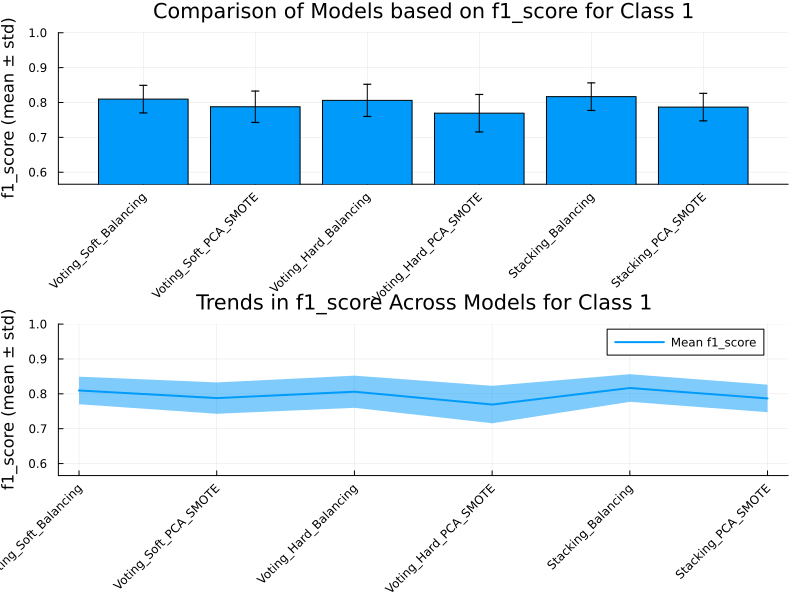 Comparison of Models based on f1_score for Class 1
f1_score (mean ± std)
1.0
0.9
0.8
0.7
0.6
Voting_Soft_Balancing
Voting_Soft_PCA_SMOTE
Voting_Hard_Balancing
Voting_Hard_PCA_SMOTE
Stacking_Balancing
Stacking_PCA_SMOTE
Trends in f1_score Across Models for Class 1
f1_score (mean ± std)
1.0
0.9
0.8
0.7
0.6
Mean f1_score
ing_Soft_Balancing
Voting_Soft_PCA_SMOTE
Voting_Hard_Balancing
Voting_Hard_PCA_SMOTE
Stacking_Balancing
Stacking_PCA_SMOTE